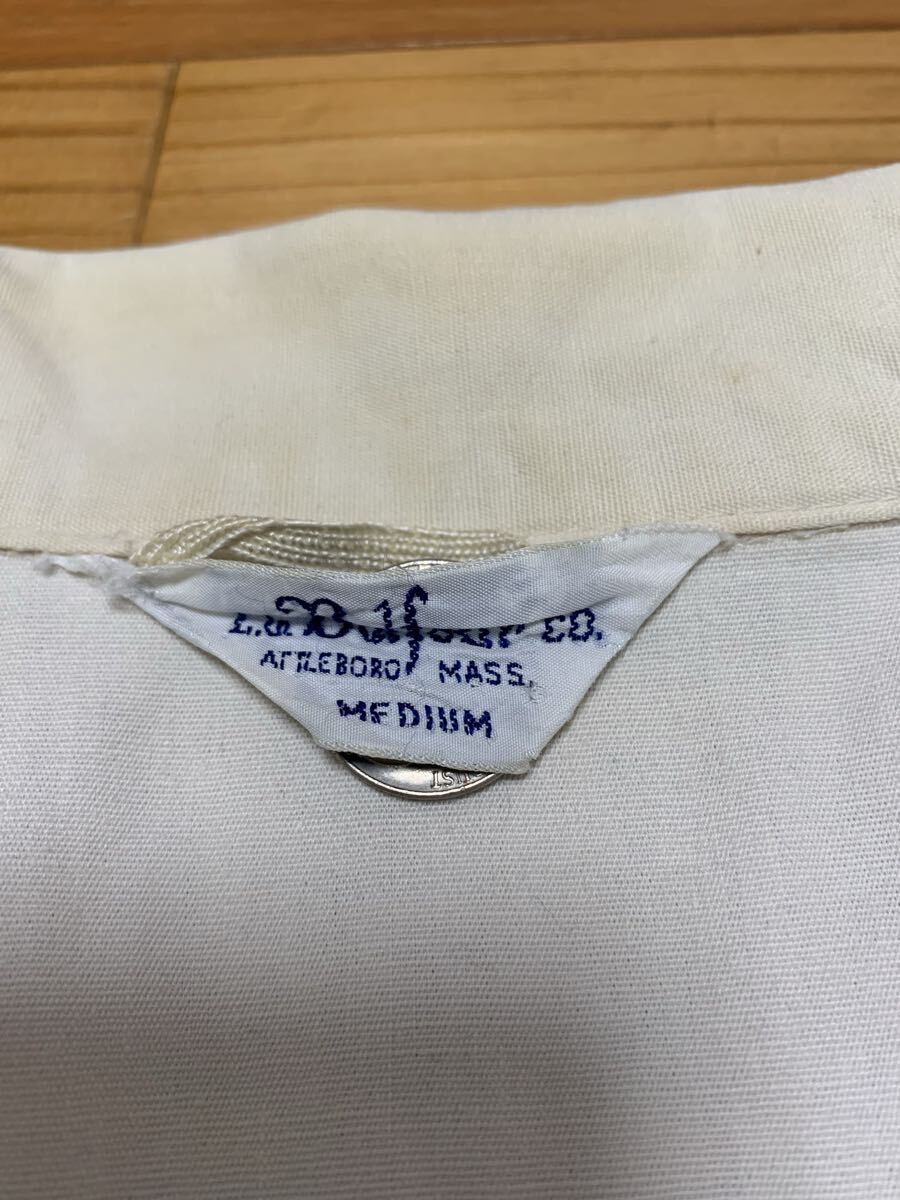 L.G. Balfour CO.
ATTLEBORO MASS.
MEDIUM